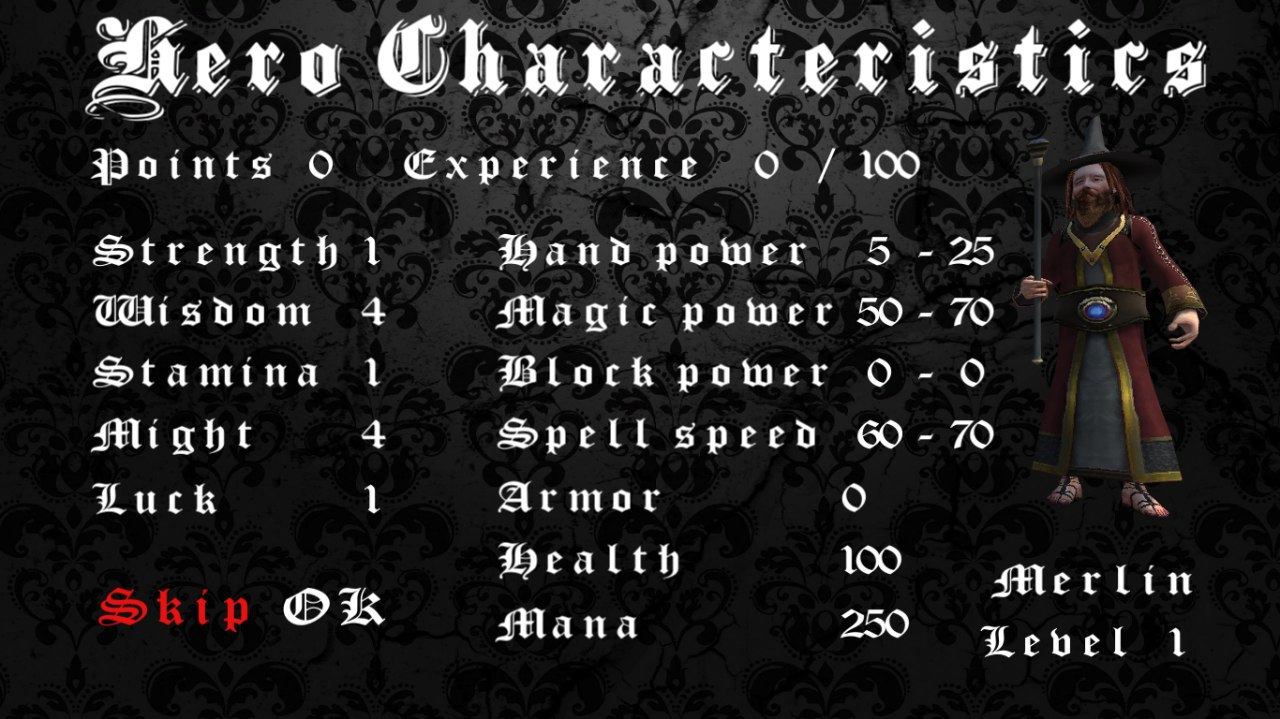 Hero Characteristics
Points 0 Experience 0 / 100
Strength 1 Hand power 5 - 25
Wisdom 4 Magic power 50 - 70
Stamina 1 Block power 0 - 0
Might 4 Spell speed 60 - 70
Luck 1 Armor 0
Health 100
Skip OK Mana 250
Merlin
Level 1